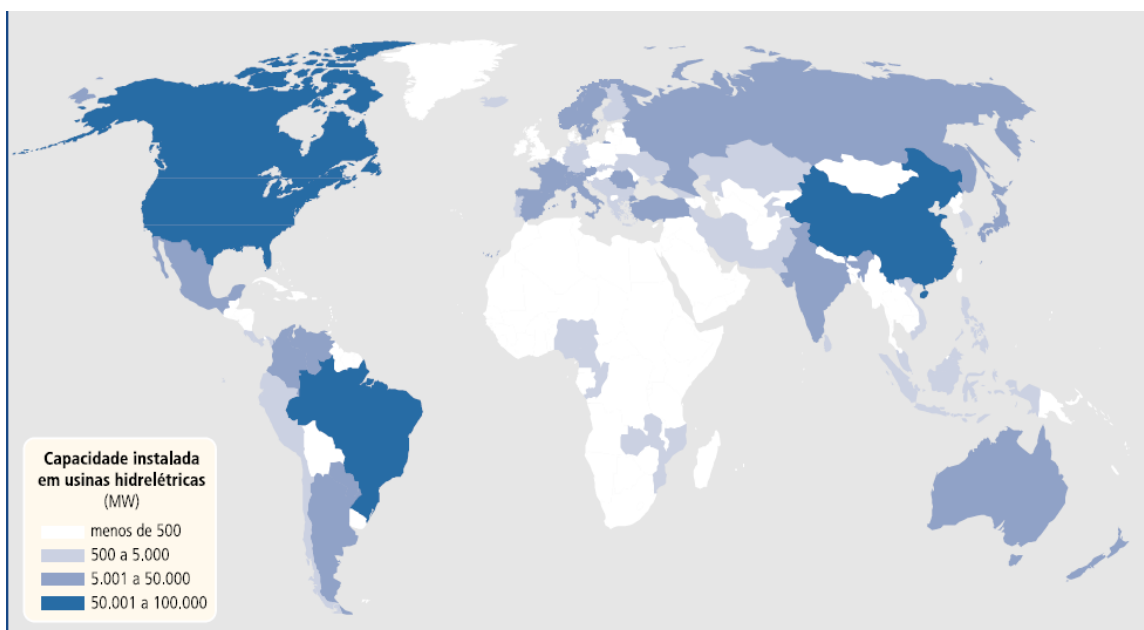 Capacidade instalada
em usinas hidrelétricas
(MW)
menos de 500
500 a 5.000
5.001 a 50.000
50.001 a 100.000